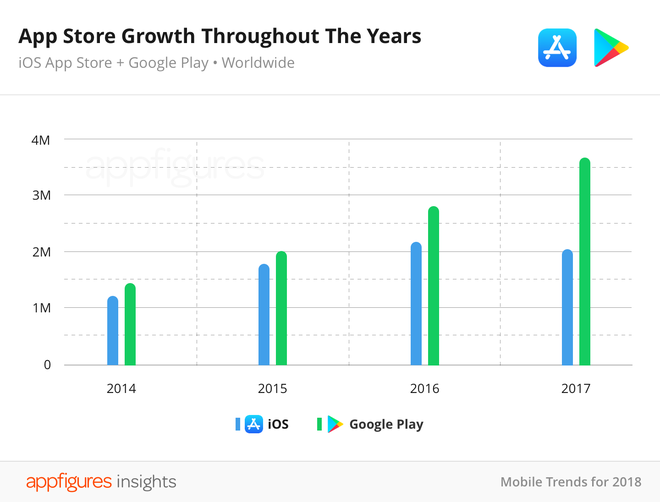 App Store Growth Throughout The Years
iOS App Store + Google Play • Worldwide
appfigures
4M
3M
2M
1M
0
2014 2015 2016 2017
iOS Google Play
appfigures insights Mobile Trends for 2018